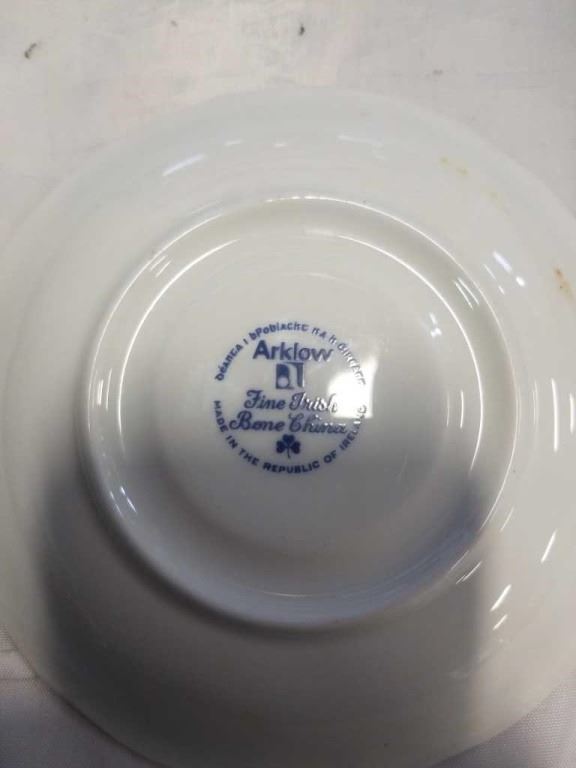 Déanta i bPoblacht na hÉireann
Arklow
Fine Irish
Bone China
MADE IN THE REPUBLIC OF IRELAND